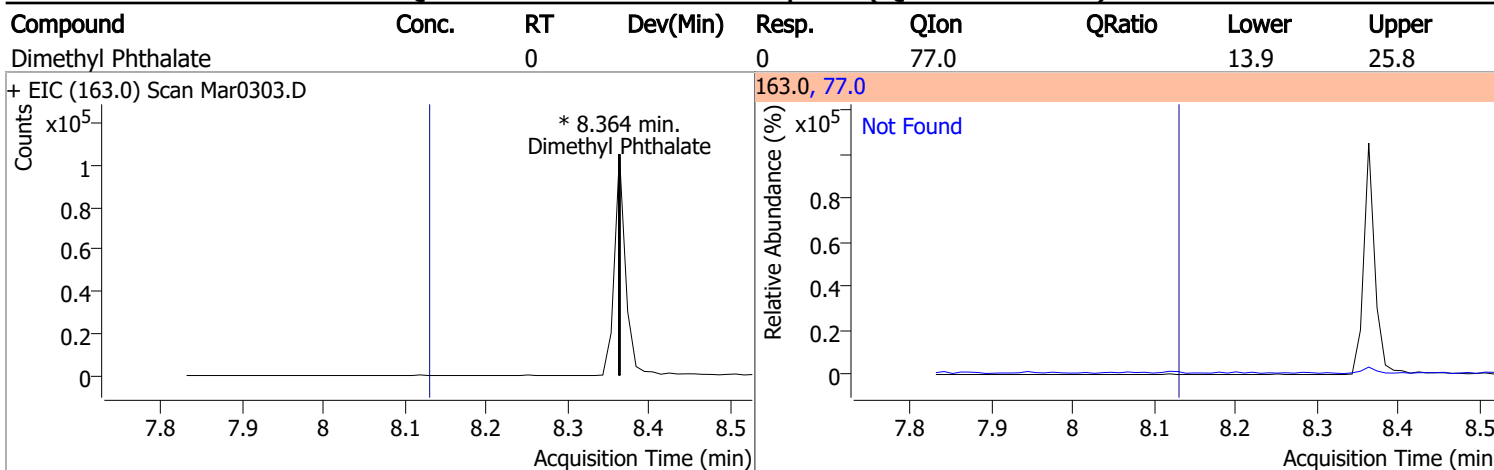 Compound Conc. RT Dev(Min) Resp. QIon QRatio Lower Upper
Dimethyl Phthalate 0 0 77.0 13.9 25.8
+ EIC (163.0) Scan Mar0303.D
Counts
x10⁵
* 8.364 min.
Dimethyl Phthalate
1
0.8
0.6
0.4
0.2
0
7.8 7.9 8 8.1 8.2 8.3 8.4 8.5
Acquisition Time (min)
163.0, 77.0
Relative Abundance (%)
x10⁵
Not Found
0.8
0.6
0.4
0.2
0
7.8 7.9 8 8.1 8.2 8.3 8.4 8.5
Acquisition Time (min